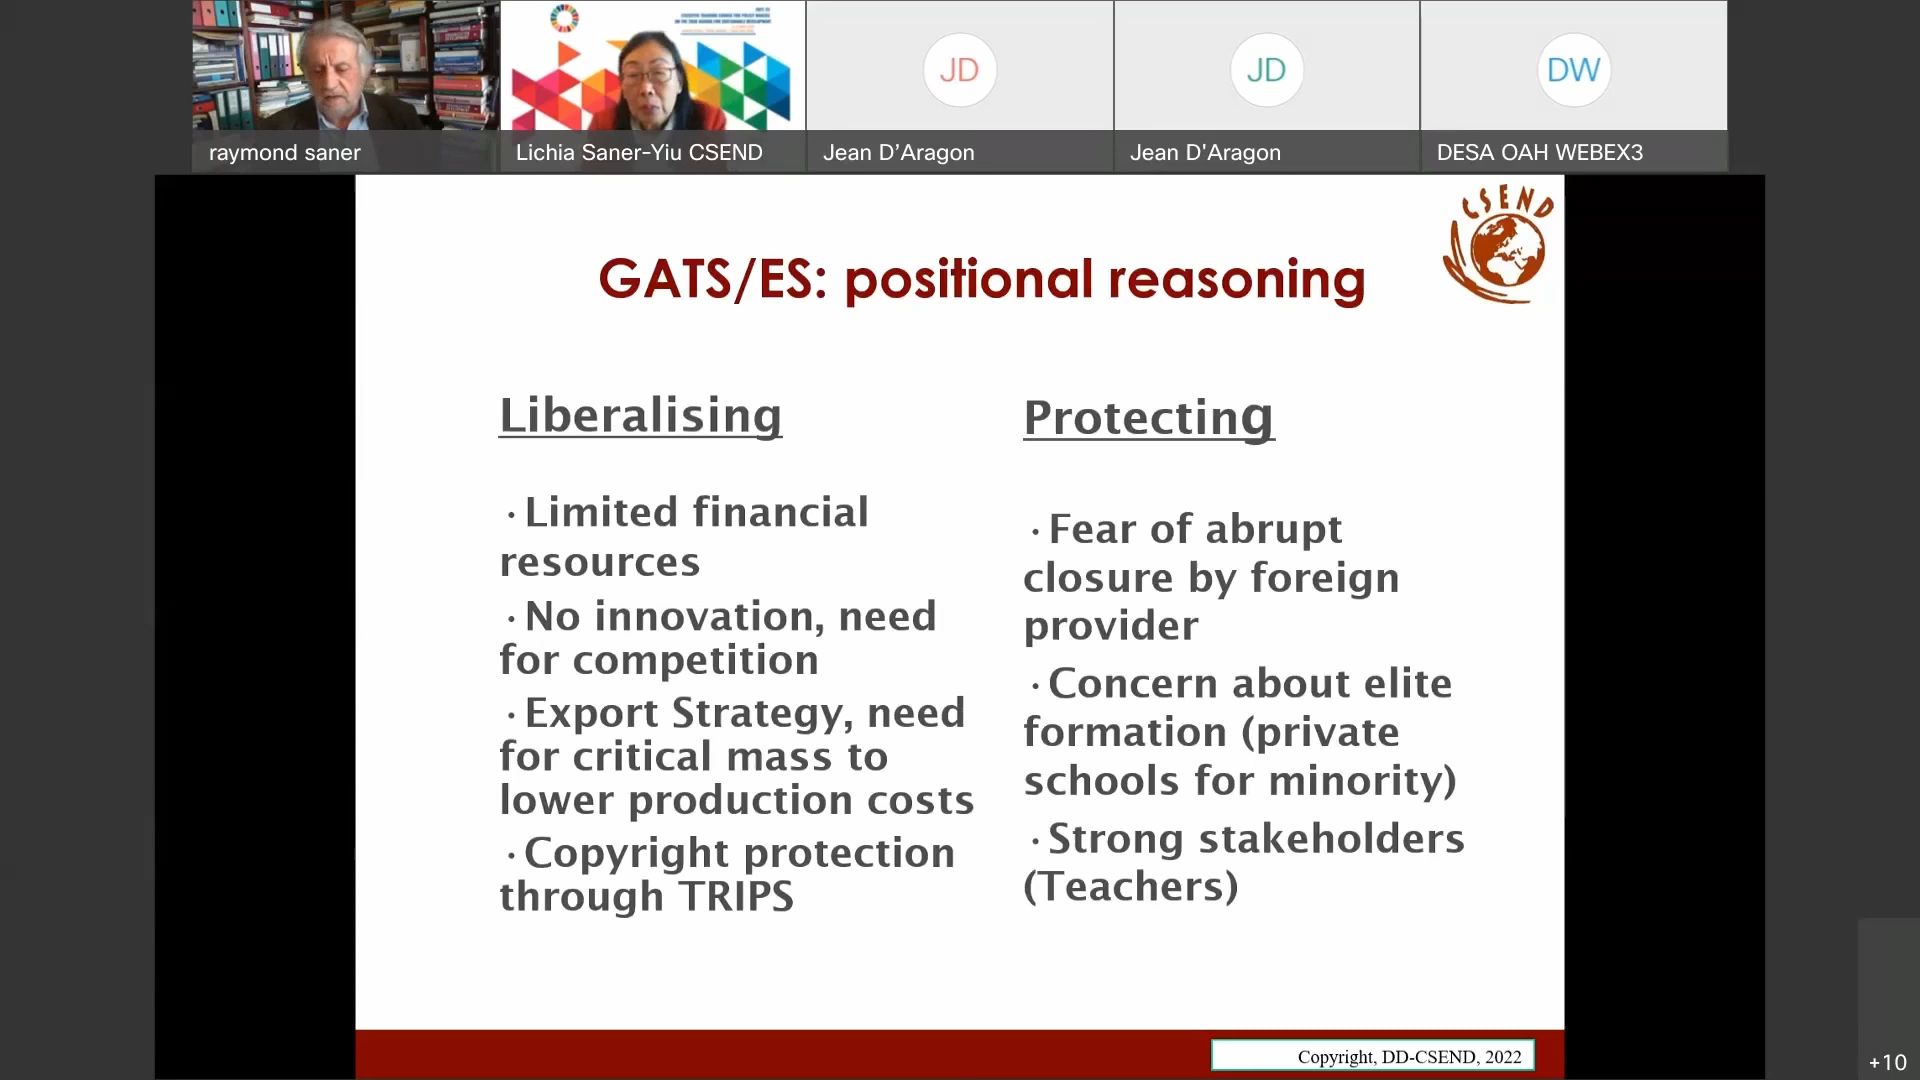 JD
JD
DW
raymond saner
Lichia Saner-Yiu CSEND
Jean D’Aragon
Jean D'Aragon
DESA OAH WEBEX3
CSEND
GATS/ES: positional reasoning
Liberalising
·Limited financial
resources
·No innovation, need
for competition
·Export Strategy, need
for critical mass to
lower production costs
·Copyright protection
through TRIPS
Protecting
·Fear of abrupt
closure by foreign
provider
·Concern about elite
formation (private
schools for minority)
·Strong stakeholders
(Teachers)
Copyright, DD-CSEND, 2022
+10